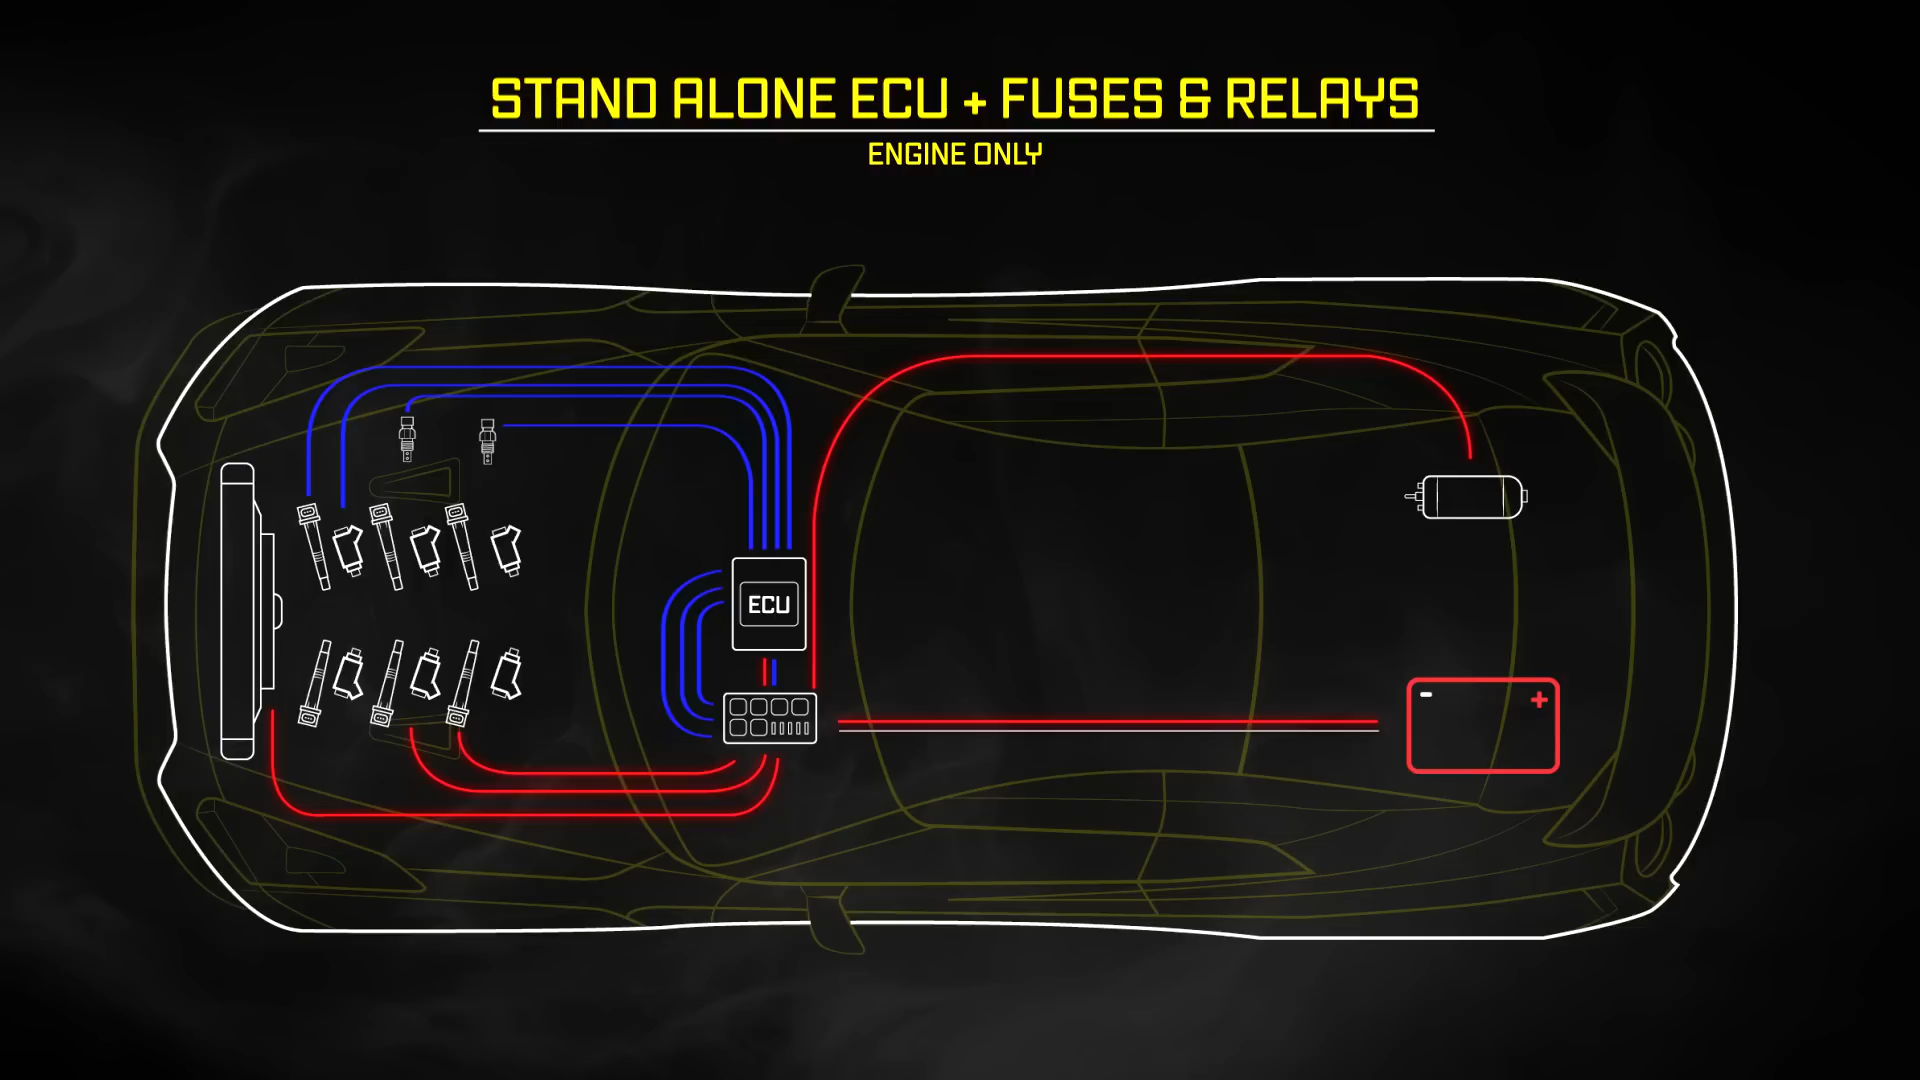 STAND ALONE ECU + FUSES & RELAYS
ENGINE ONLY
ECU
- +